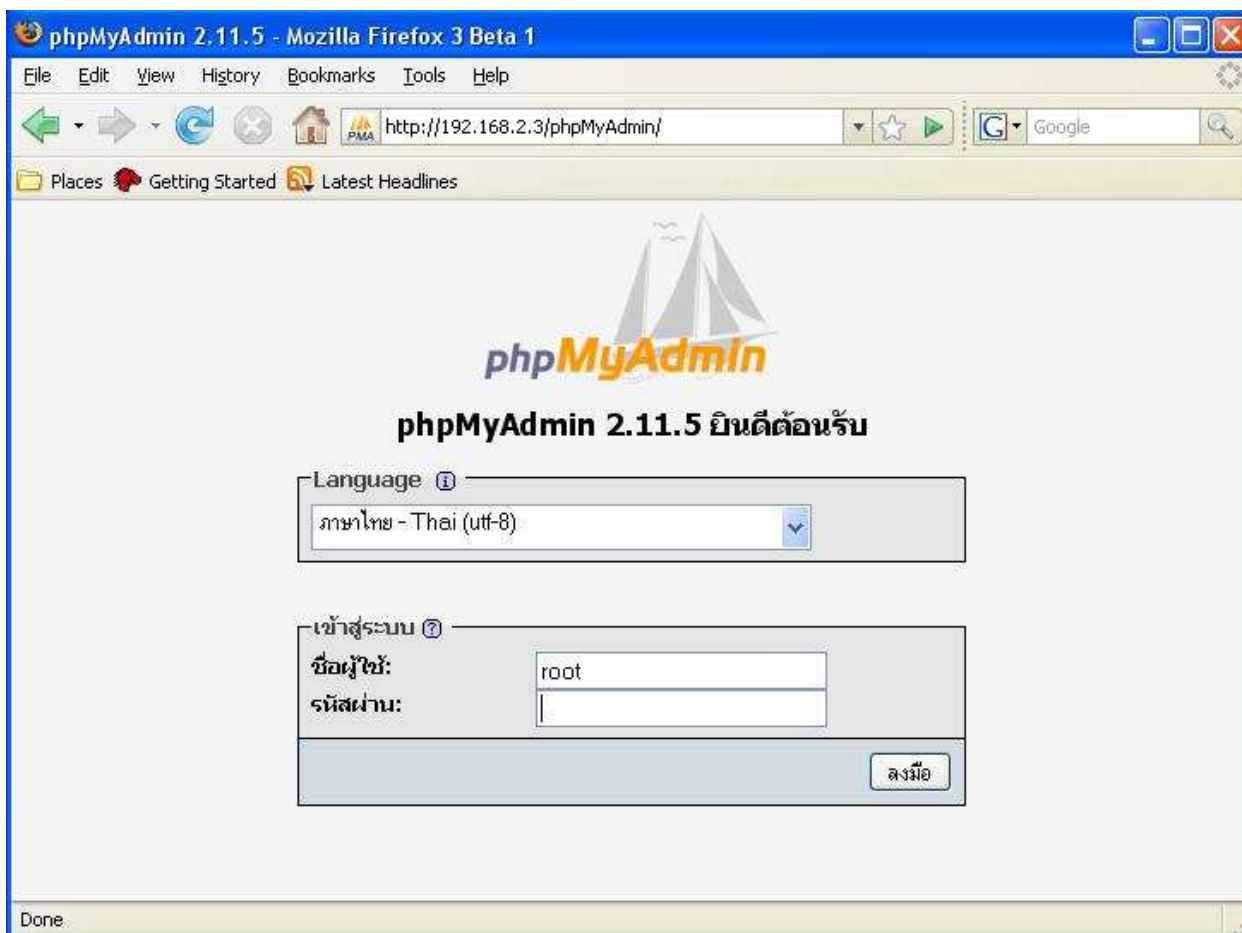 phpMyAdmin 2.11.5 - Mozilla Firefox 3 Beta 1
File Edit View History Bookmarks Tools Help
PMA http://192.168.2.3/phpMyAdmin/ G Google
Places Getting Started Latest Headlines
phpMyAdmin
phpMyAdmin 2.11.5 ยินดีต้อนรับ
Language
ภาษาไทย - Thai (utf-8)
เข้าสู่ระบบ
ชื่อผู้ใช้: root
รหัสผ่าน:
ลงมือ
Done